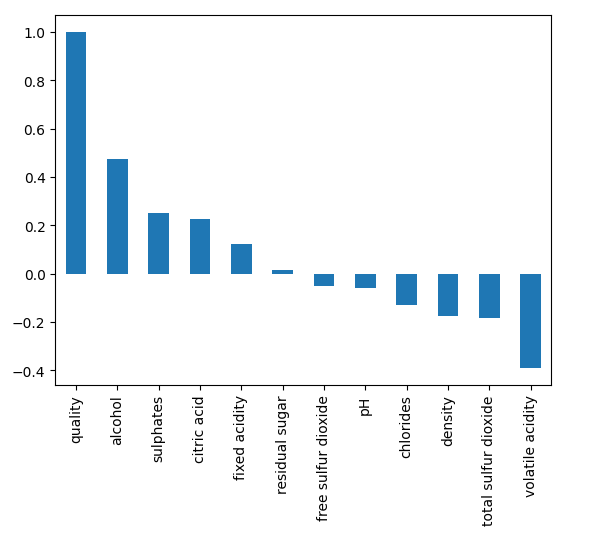 1.0
0.8
0.6
0.4
0.2
0.0
−0.2
−0.4
quality
alcohol
sulphates
citric acid
fixed acidity
residual sugar
free sulfur dioxide
pH
chlorides
density
total sulfur dioxide
volatile acidity